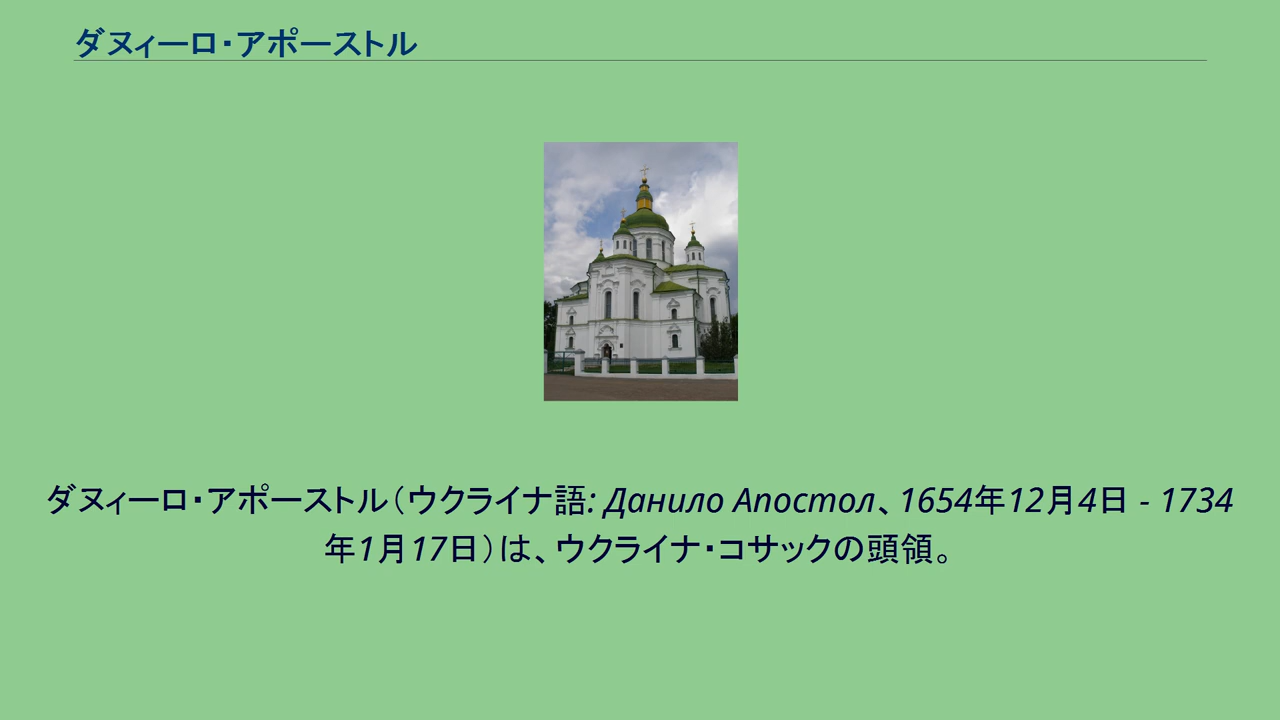 ダヌィーロ・アポーストル
ダヌィーロ・アポーストル（ウクライナ語: Данило Апостол、1654年12月4日 - 1734
年1月17日）は、ウクライナ・コサックの頭領。